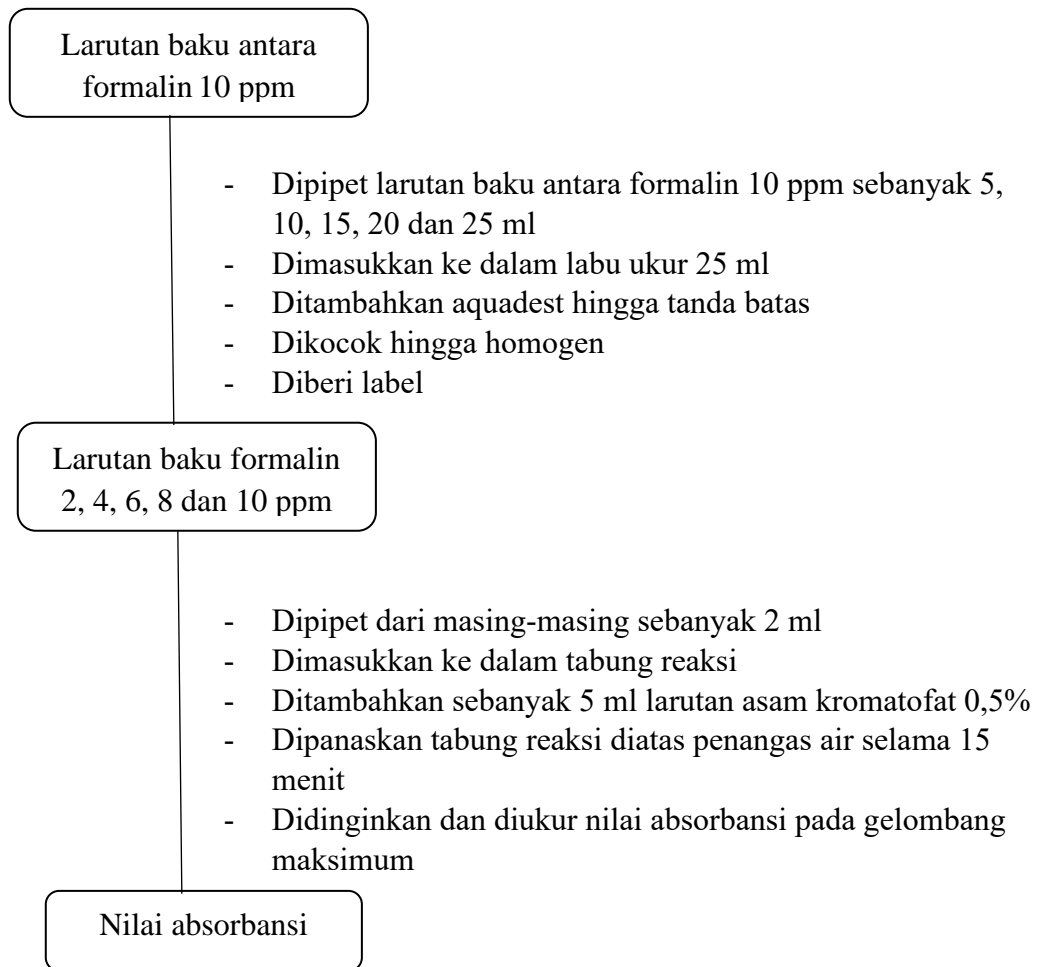 Larutan baku antara
formalin 10 ppm
- Dipipet larutan baku antara formalin 10 ppm sebanyak 5,
10, 15, 20 dan 25 ml
- Dimasukkan ke dalam labu ukur 25 ml
- Ditambahkan aquadest hingga tanda batas
- Dikocok hingga homogen
- Diberi label
Larutan baku formalin
2, 4, 6, 8 dan 10 ppm
- Dipipet dari masing-masing sebanyak 2 ml
- Dimasukkan ke dalam tabung reaksi
- Ditambahkan sebanyak 5 ml larutan asam kromatofat 0,5%
- Dipanaskan tabung reaksi diatas penangas air selama 15
menit
- Didinginkan dan diukur nilai absorbansi pada gelombang
maksimum
Nilai absorbansi